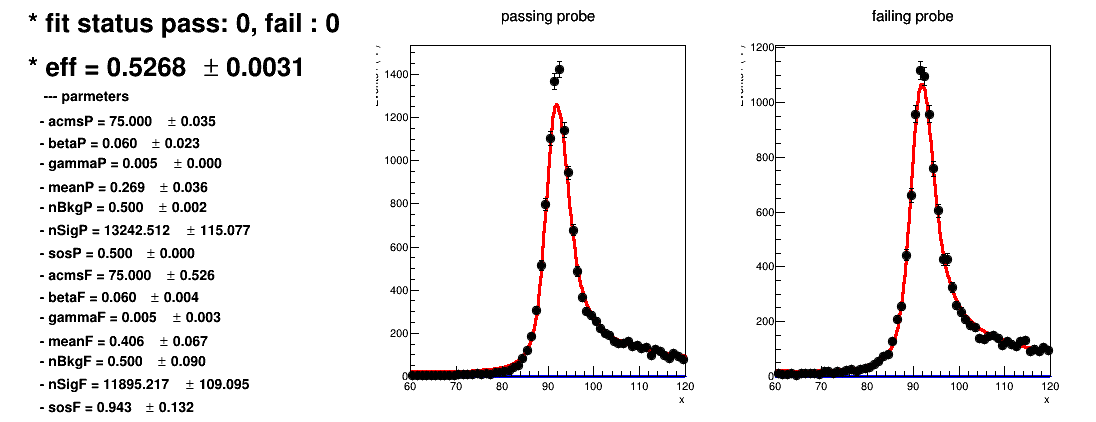 * fit status pass: 0, fail : 0
* eff = 0.5268 ± 0.0031
--- parmeters
- acmsP = 75.000 ± 0.035
- betaP = 0.060 ± 0.023
- gammaP = 0.005 ± 0.000
- meanP = 0.269 ± 0.036
- nBkgP = 0.500 ± 0.002
- nSigP = 13242.512 ± 115.077
- sosP = 0.500 ± 0.000
- acmsF = 75.000 ± 0.526
- betaF = 0.060 ± 0.004
- gammaF = 0.005 ± 0.003
- meanF = 0.406 ± 0.067
- nBkgF = 0.500 ± 0.090
- nSigF = 11895.217 ± 109.095
- sosF = 0.943 ± 0.132
passing probe
1400
1200
1000
800
600
400
200
0
60 70 80 90 100 110 120
x
failing probe
1200
1000
800
600
400
200
0
60 70 80 90 100 110 120
x